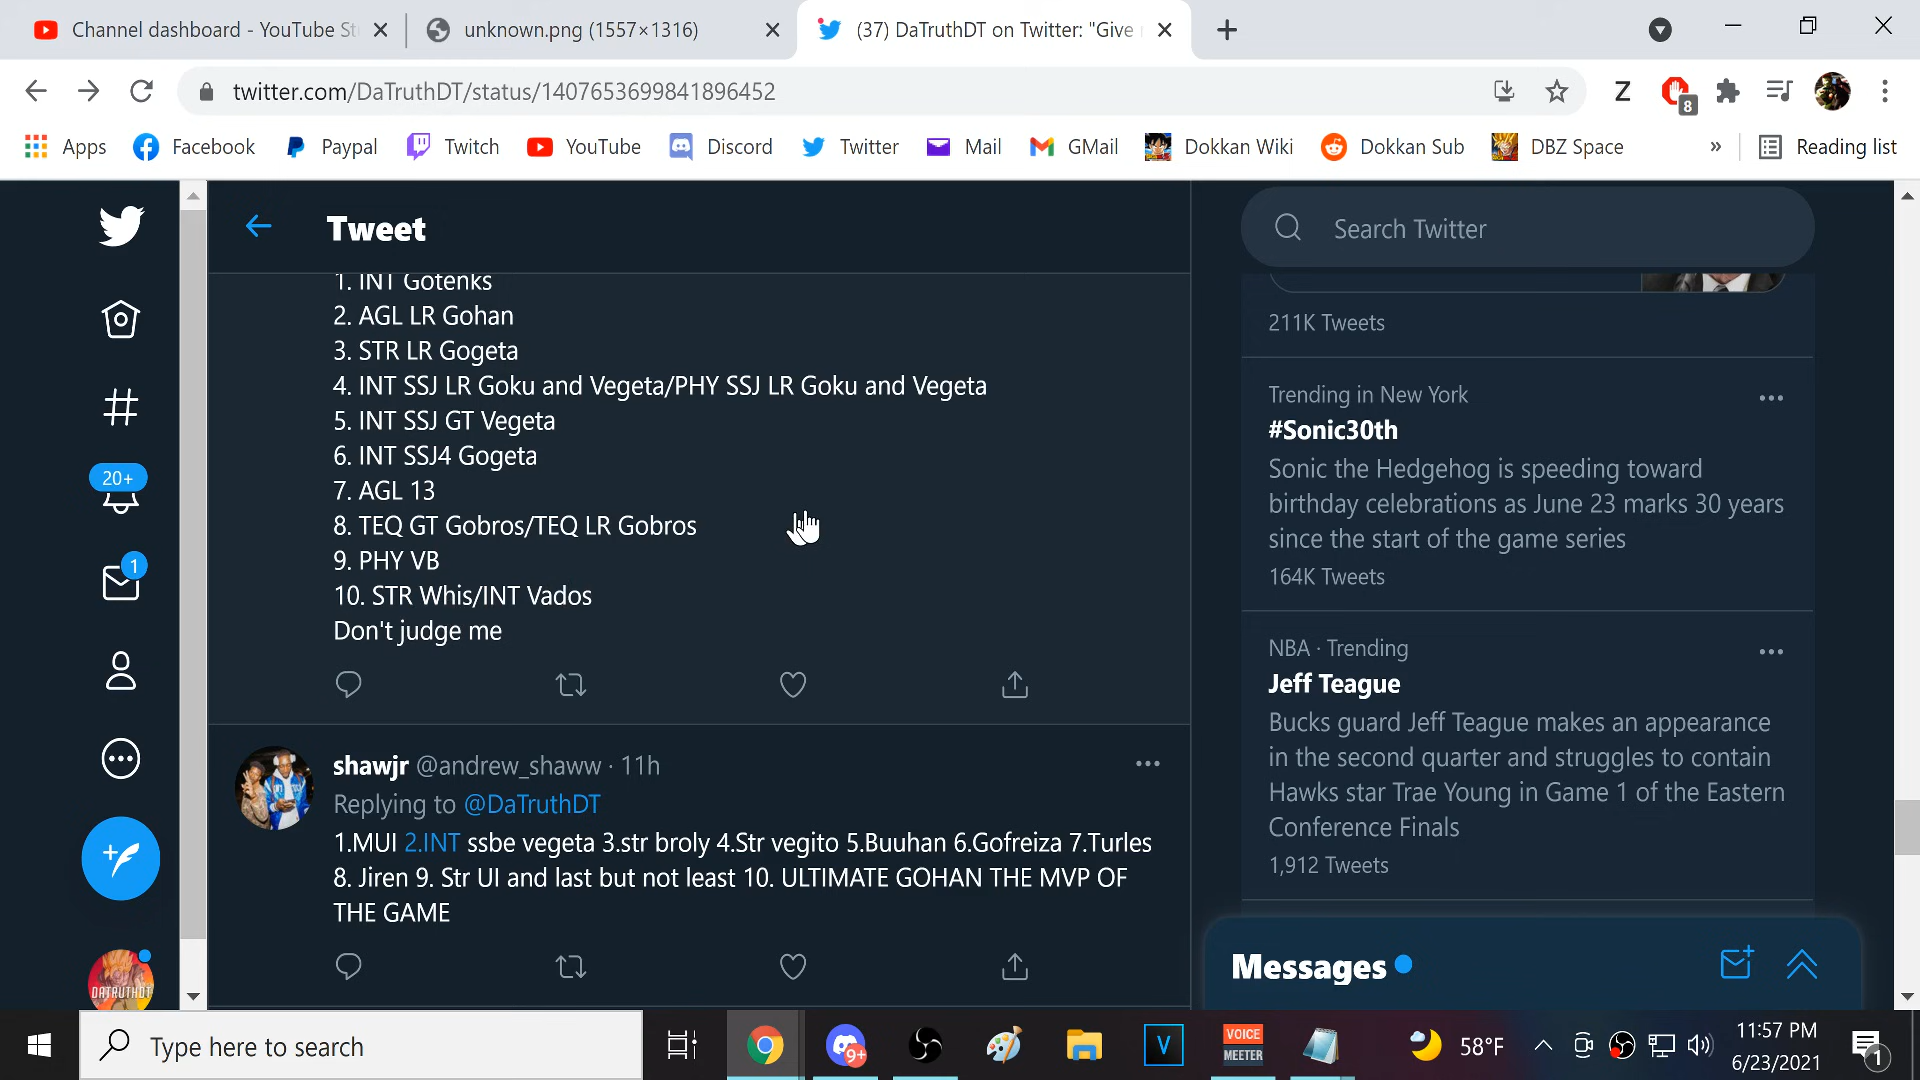 Channel dashboard - YouTube St
unknown.png (1557×1316)
(37) DaTruthDT on Twitter: "Give
twitter.com/DaTruthDT/status/1407653699841896452
Z
8
Apps
Facebook
Paypal
Twitch
YouTube
Discord
Twitter
Mail
GMail
Dokkan Wiki
Dokkan Sub
DBZ Space
»
Reading list
Tweet
Search Twitter
1. INT Gotenks
2. AGL LR Gohan
3. STR LR Gogeta
4. INT SSJ LR Goku and Vegeta/PHY SSJ LR Goku and Vegeta
5. INT SSJ GT Vegeta
6. INT SSJ4 Gogeta
7. AGL 13
8. TEQ GT Gobros/TEQ LR Gobros
9. PHY VB
10. STR Whis/INT Vados
Don't judge me
20+
1
shawjr @andrew_shaww · 11h
Replying to @DaTruthDT
1.MUI 2.INT ssbe vegeta 3.str broly 4.Str vegito 5.Buuhan 6.Gofreiza 7.Turles
8. Jiren 9. Str UI and last but not least 10. ULTIMATE GOHAN THE MVP OF
THE GAME
DATRUTHDT
211K Tweets
Trending in New York
#Sonic30th
Sonic the Hedgehog is speeding toward
birthday celebrations as June 23 marks 30 years
since the start of the game series
164K Tweets
NBA · Trending
Jeff Teague
Bucks guard Jeff Teague makes an appearance
in the second quarter and struggles to contain
Hawks star Trae Young in Game 1 of the Eastern
Conference Finals
1,912 Tweets
Messages
Type here to search
9+
V
VOICE
MEETER
58°F
11:57 PM
6/23/2021
1